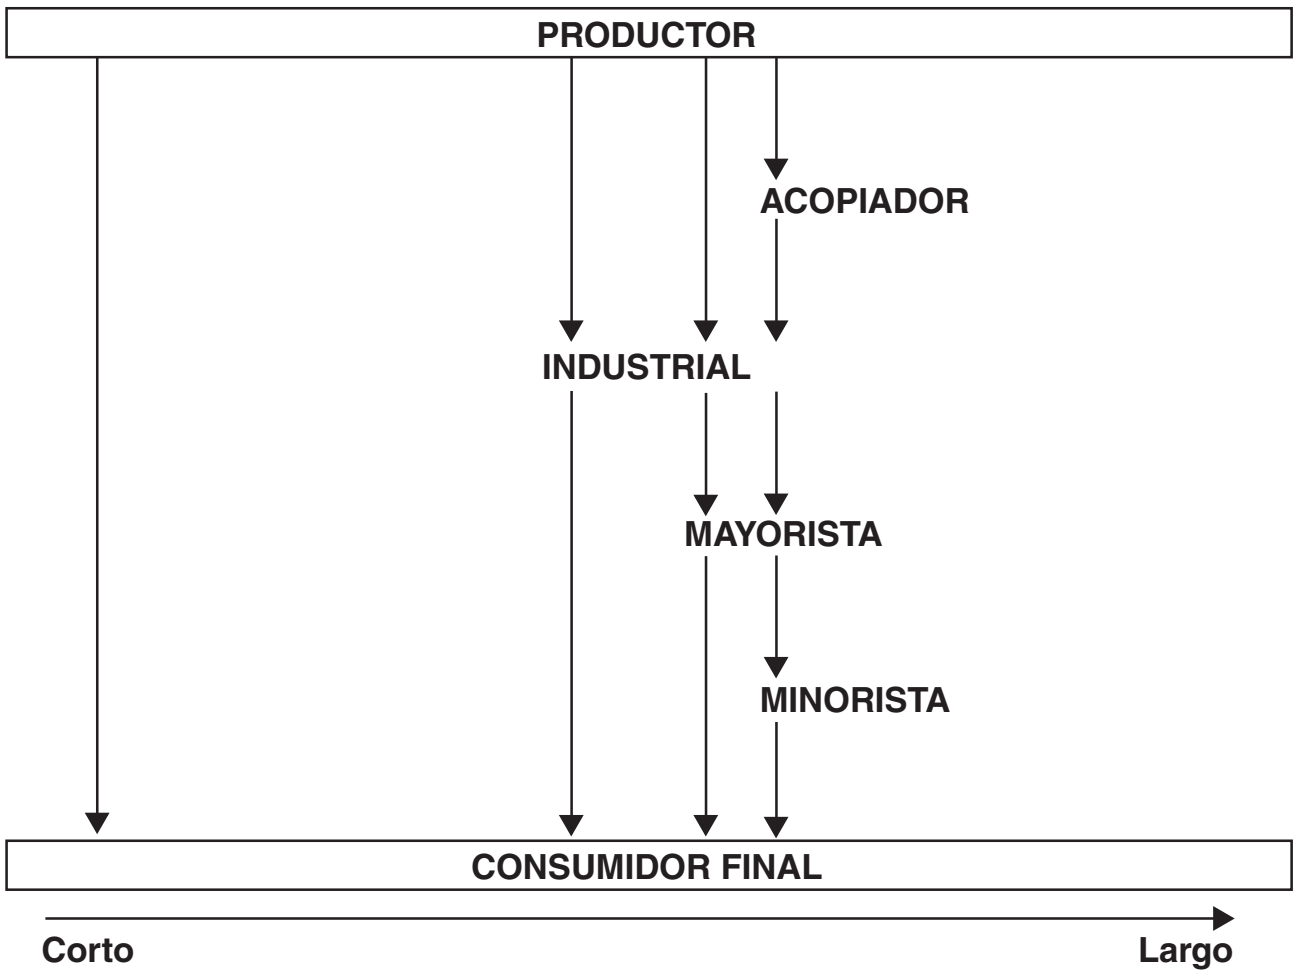 PRODUCTOR
ACOPIADOR
INDUSTRIAL
MAYORISTA
MINORISTA
CONSUMIDOR FINAL
Corto
Largo